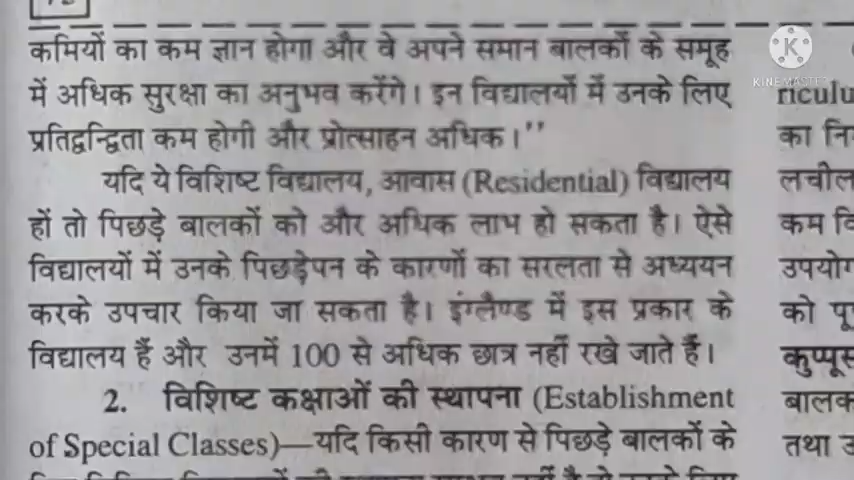 कमियों का कम ज्ञान होगा और वे अपने समान बालकों के समूह
में अधिक सुरक्षा का अनुभव करेंगे। इन विद्यालयों में उनके लिए
प्रतिद्वन्द्विता कम होगी और प्रोत्साहन अधिक।’’
यदि ये विशिष्ट विद्यालय, आवास (Residential) विद्यालय
हों तो पिछड़े बालकों को और अधिक लाभ हो सकता है। ऐसे
विद्यालयों में उनके पिछड़ेपन के कारणों का सरलता से अध्ययन
करके उपचार किया जा सकता है। इंग्लैण्ड में इस प्रकार के
विद्यालय हैं और उनमें 100 से अधिक छात्र नहीं रखे जाते हैं।
2. विशिष्ट कक्षाओं की स्थापना (Establishment
of Special Classes)—यदि किसी कारण से पिछड़े बालकों के
riculu
का नि
लचील
कम वि
उपयोग
को पू
कुप्पूस
बालक
तथा उ
K
KINEMASTER